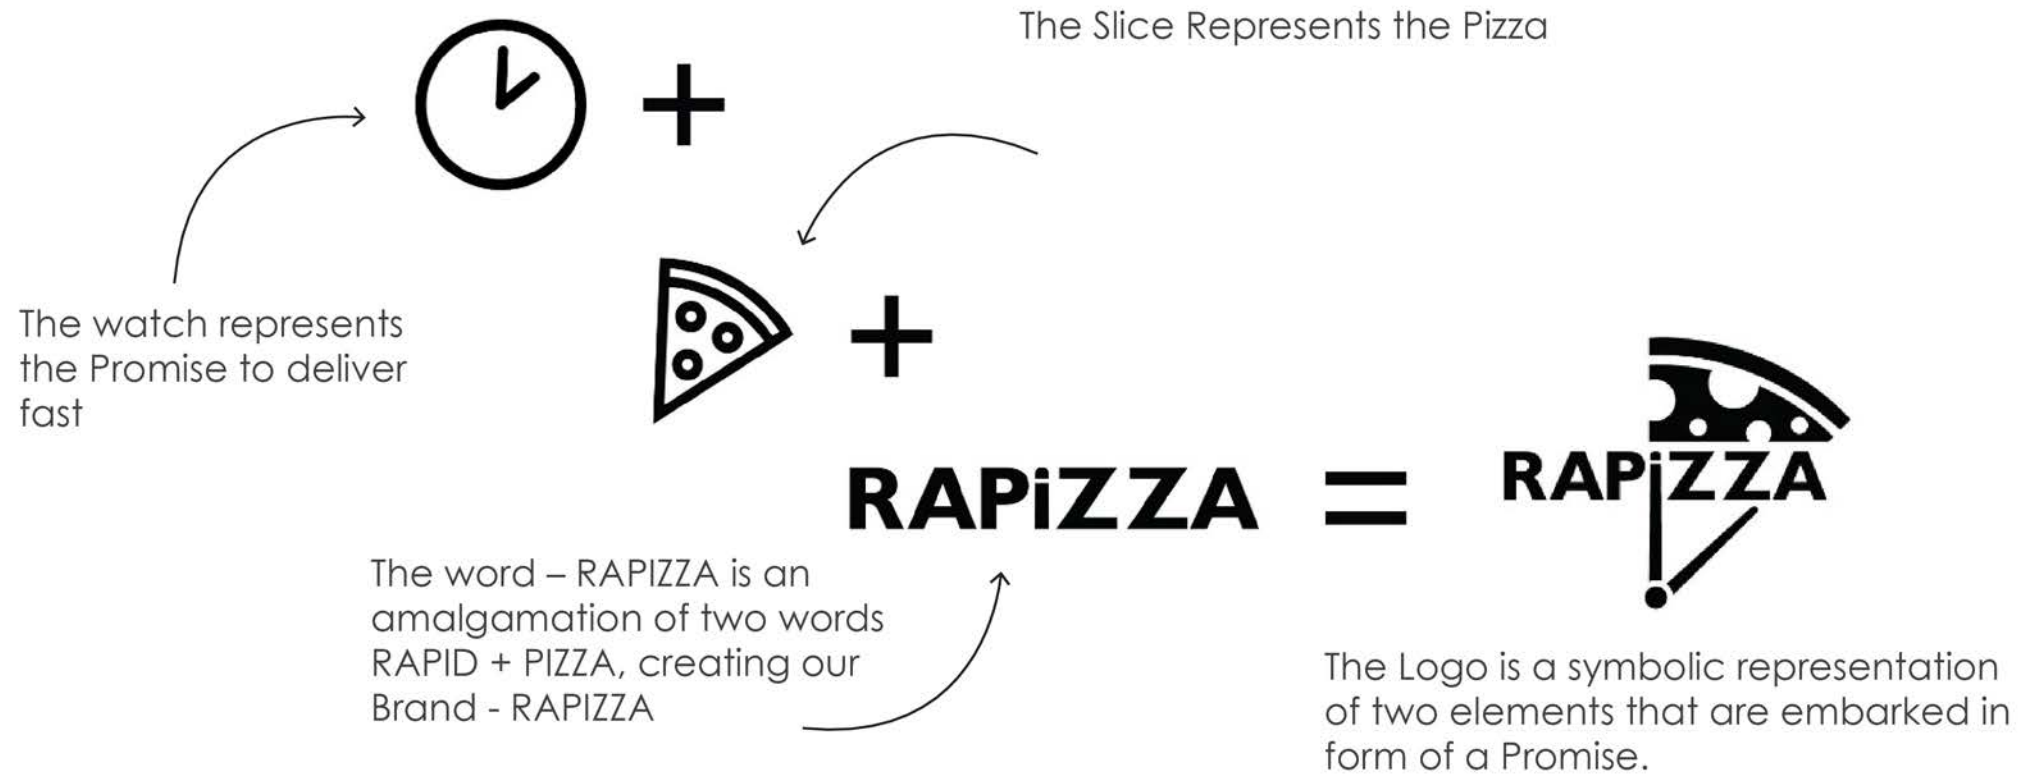 The Slice Represents the Pizza
The watch represents
the Promise to deliver
fast
RAPiZZA
RAPiZZA
The word – RAPIZZA is an
amalgamation of two words
RAPID + PIZZA, creating our
Brand - RAPIZZA
The Logo is a symbolic representation
of two elements that are embarked in
form of a Promise.